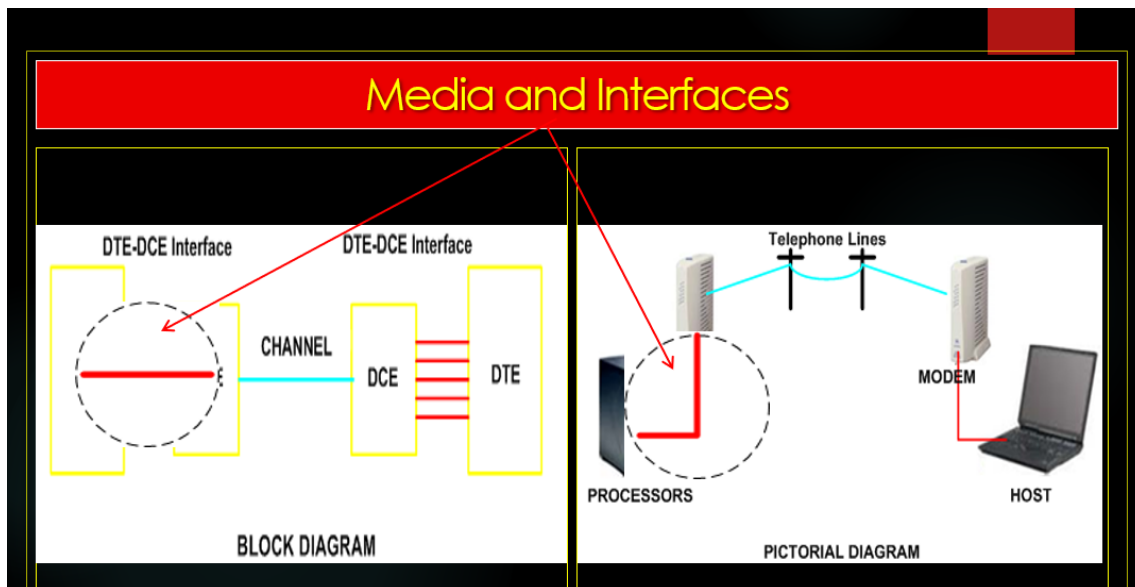 Media and Interfaces
DTE-DCE Interface
DTE-DCE Interface
CHANNEL
DCE
DTE
BLOCK DIAGRAM
Telephone Lines
MODEM
PROCESSORS
HOST
PICTORIAL DIAGRAM